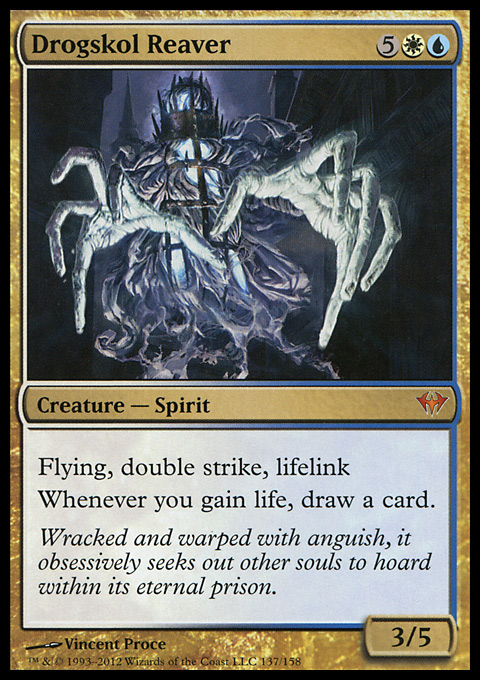 Drogskol Reaver 5
Creature — Spirit
Flying, double strike, lifelink
Whenever you gain life, draw a card.
Wracked and warped with anguish, it
obsessively seeks out other souls to hoard
within its eternal prison.
3/5
Vincent Proce
™ & © 1993–2012 Wizards of the Coast LLC 137/158